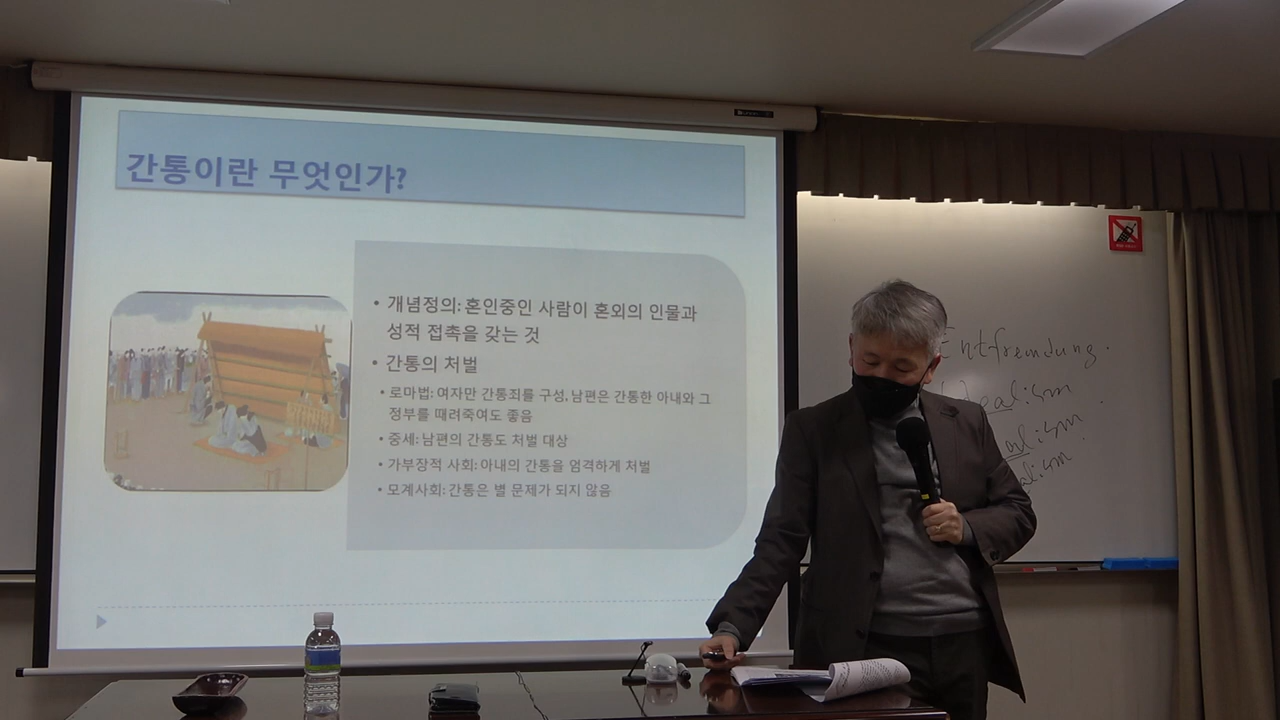 간통이란 무엇인가?
• 개념정의: 혼인중인 사람이 혼외의 인물과
성적 접촉을 갖는 것
• 간통의 처벌
• 로마법: 여자만 간통죄를 구성. 남편은 간통한 아내와 그
정부를 때려죽여도 좋음
• 중세: 남편의 간통도 처벌 대상
• 가부장적 사회: 아내의 간통을 엄격하게 처벌
• 모계사회: 간통은 별 문제가 되지 않음
Entfremdung.